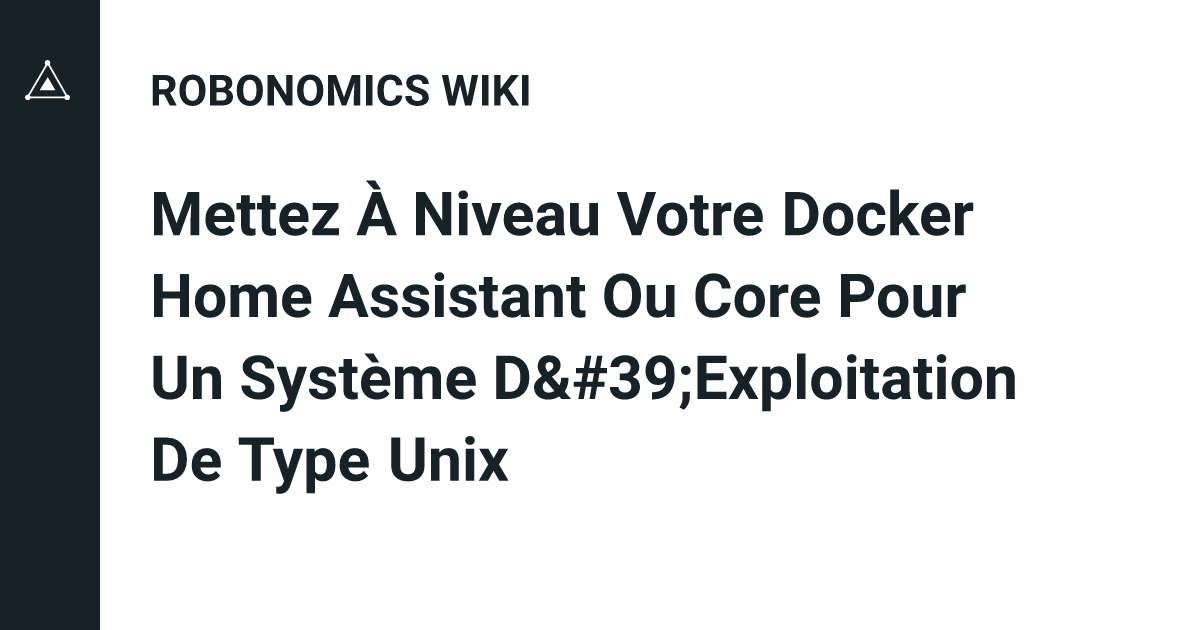 ROBONOMICS WIKI
Mettez À Niveau Votre Docker
Home Assistant Ou Core Pour
Un Système D&#39;Exploitation
De Type Unix